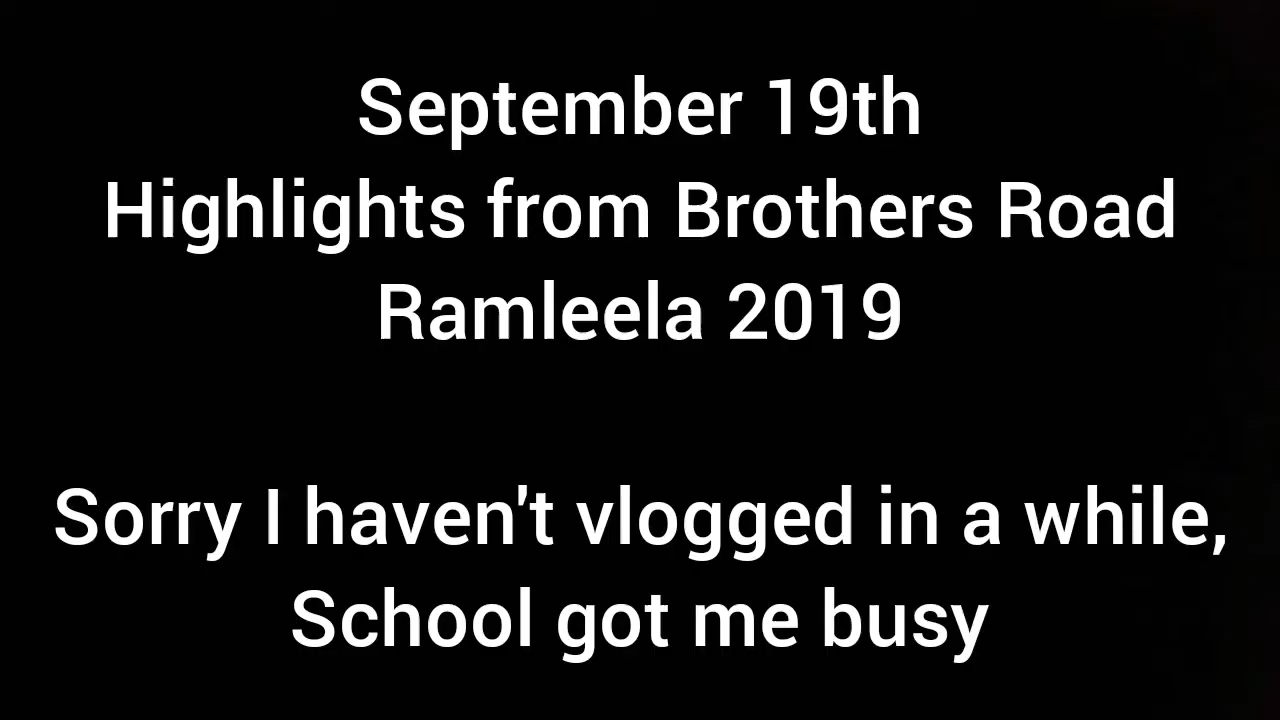 September 19th
Highlights from Brothers Road
Ramleela 2019
Sorry I haven't vlogged in a while,
School got me busy